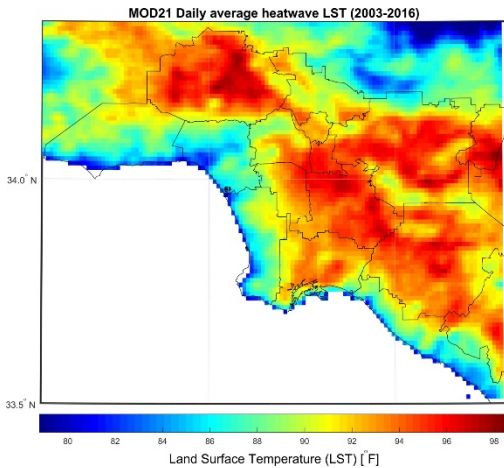 MOD21 Daily average heatwave LST (2003-2016)
34.0°N
33.5°N
80 82 84 86 88 90 92 94 96 98
Land Surface Temperature (LST) [°F]